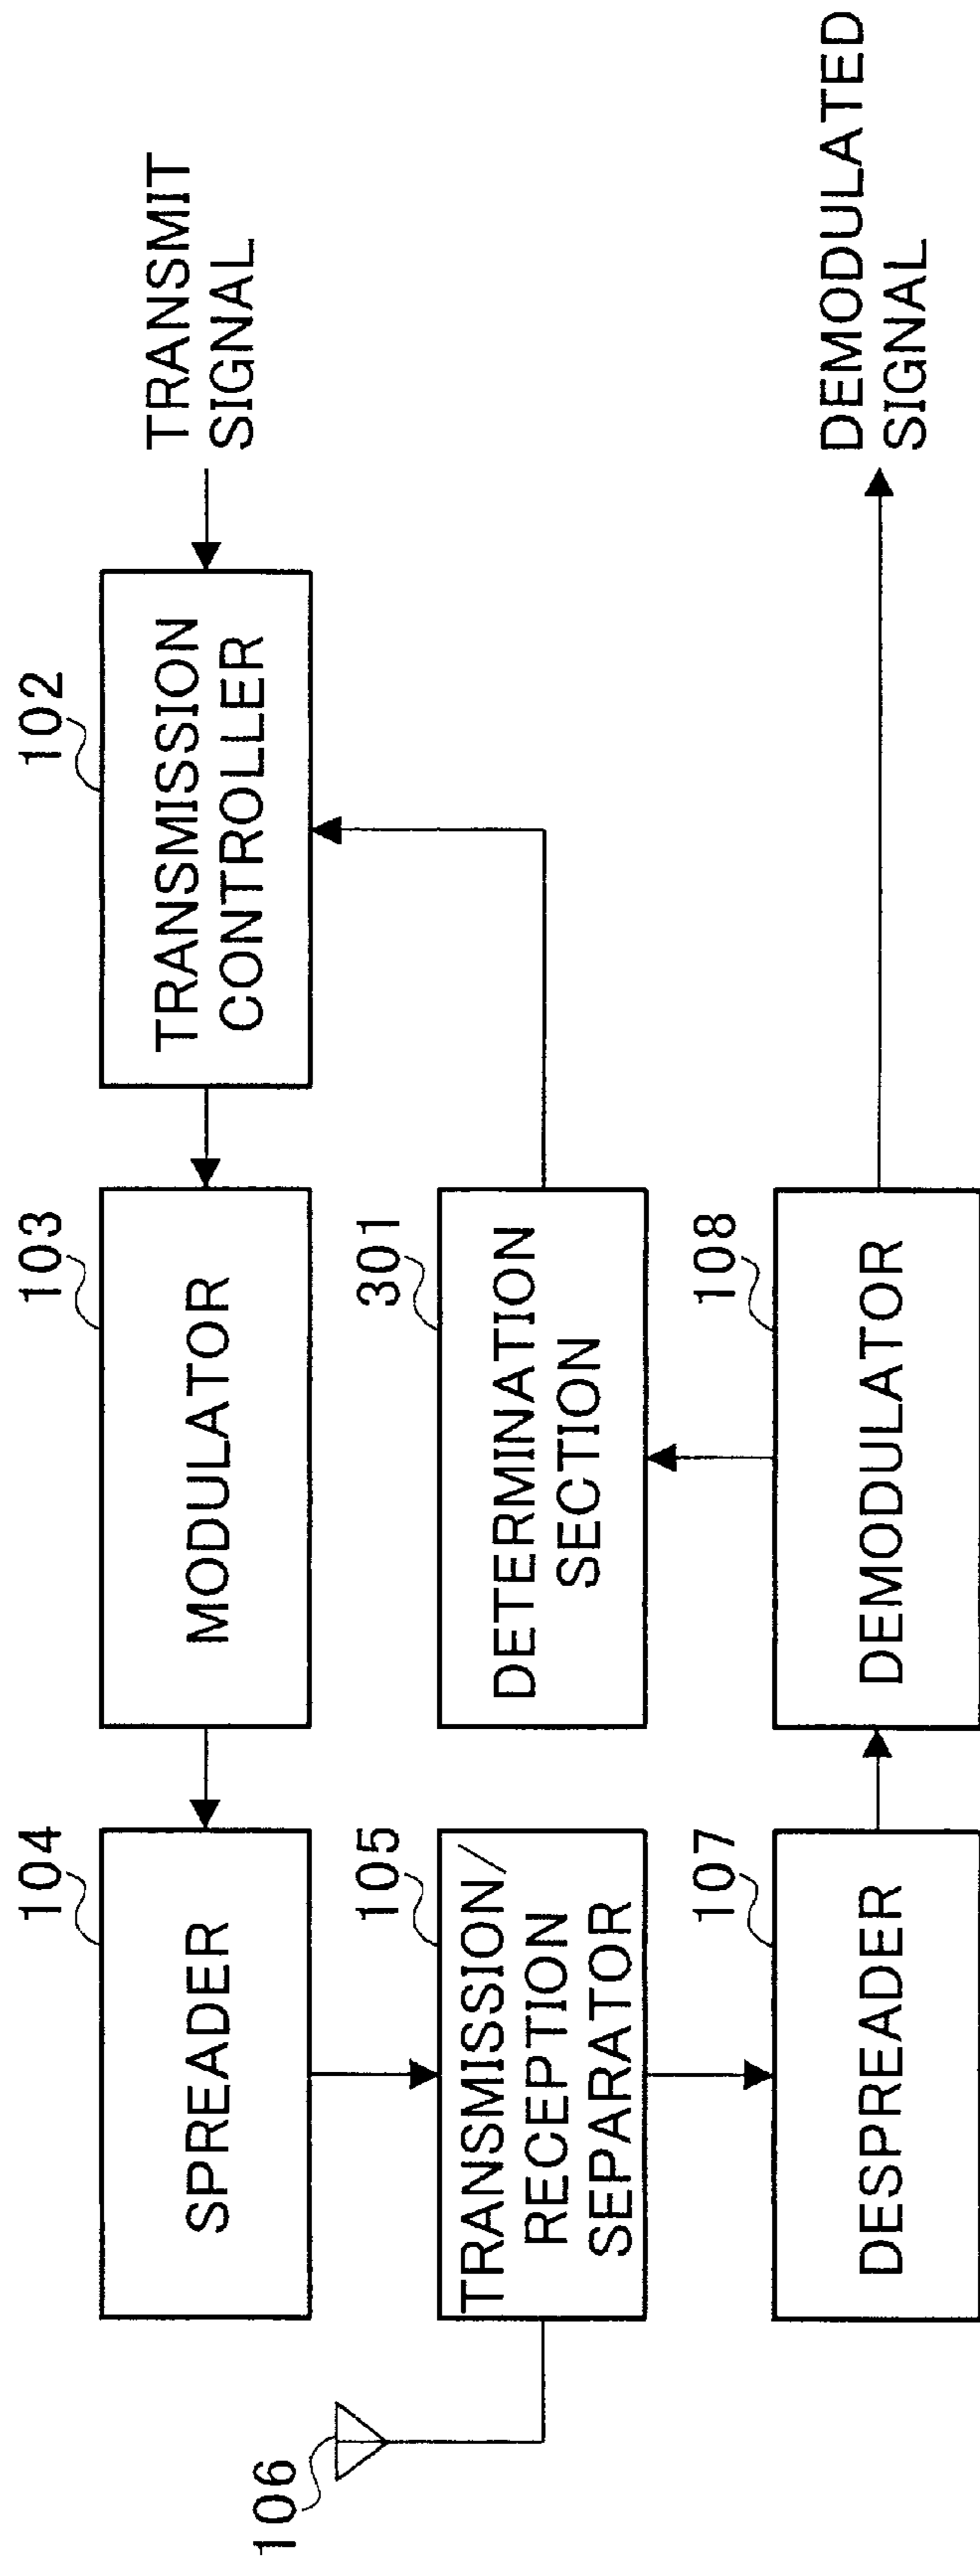 104
SPREADER
103
MODULATOR
102
TRANSMISSION
CONTROLLER
TRANSMIT
SIGNAL
106
105
TRANSMISSION/
RECEPTION
SEPARATOR
301
DETERMINATION
SECTION
107
DESPREADER
108
DEMODULATOR
DEMODULATED
SIGNAL